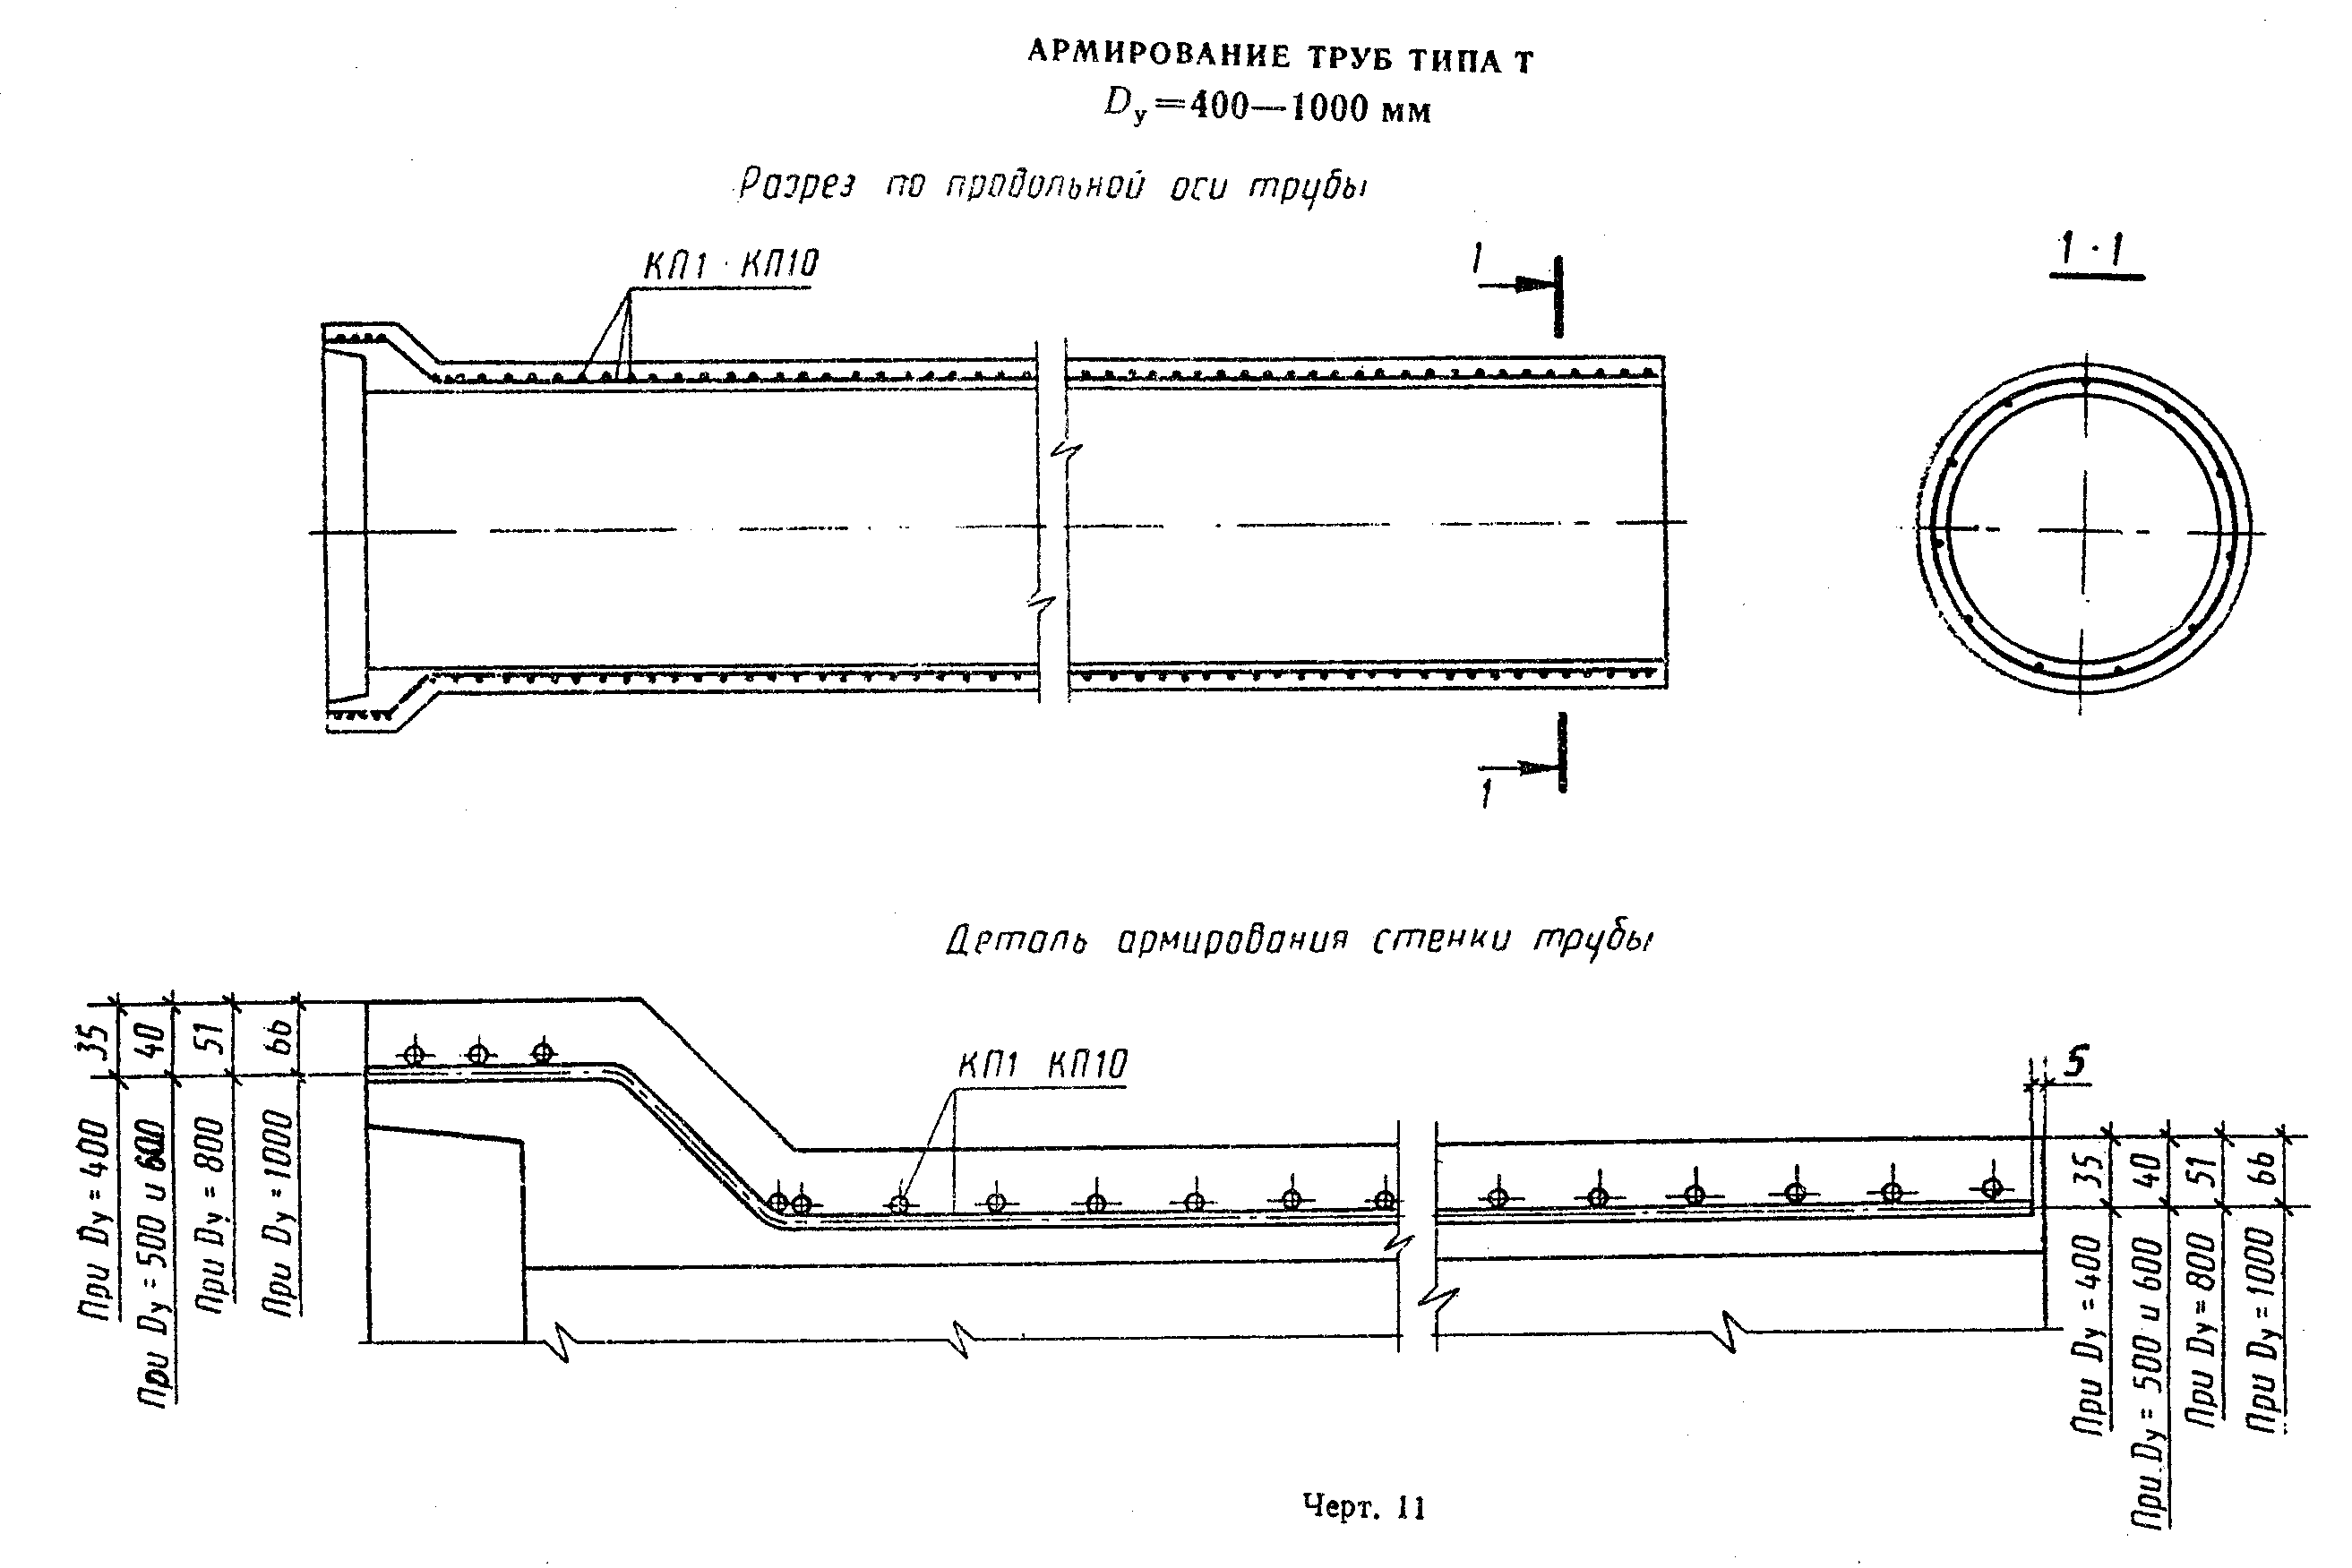 АРМИРОВАНИЕ ТРУБ ТИПА Т
Dу=400—1000 мм
Разрез по продольной оси трубы
КП1 · КП10
1
1 · 1
1
Деталь армирования стенки трубы
35
40
51
66
КП1 КП10
5
При Dу = 400
При Dу = 500 и 600
При Dу = 800
При Dу = 1000
35
40
51
66
При Dу = 400
При Dу = 500 и 600
При Dу = 800
При Dу = 1000
Черт. 11